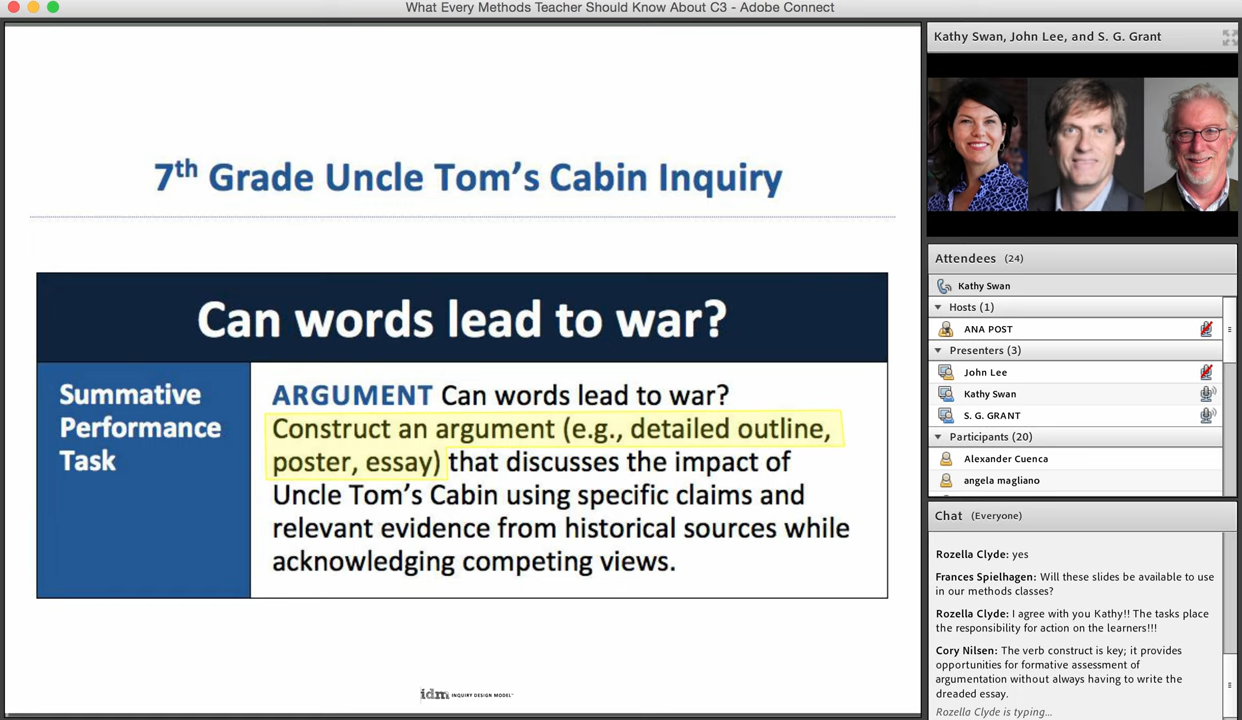 What Every Methods Teacher Should Know About C3 - Adobe Connect
7th Grade Uncle Tom's Cabin Inquiry
Can words lead to war?
Summative
Performance
Task
ARGUMENT Can words lead to war?
Construct an argument (e.g., detailed outline,
poster, essay) that discusses the impact of
Uncle Tom's Cabin using specific claims and
relevant evidence from historical sources while
acknowledging competing views.
idm INQUIRY DESIGN MODEL™
Kathy Swan, John Lee, and S. G. Grant
Attendees (24)
Kathy Swan
Hosts (1)
ANA POST
Presenters (3)
John Lee
Kathy Swan
S. G. GRANT
Participants (20)
Alexander Cuenca
angela magliano
Chat (Everyone)
Rozella Clyde: yes
Frances Spielhagen: Will these slides be available to use
in our methods classes?
Rozella Clyde: I agree with you Kathy!! The tasks place
the responsibility for action on the learners!!!
Cory Nilsen: The verb construct is key; it provides
opportunities for formative assessment of
argumentation without always having to write the
dreaded essay.
Rozella Clyde is typing...